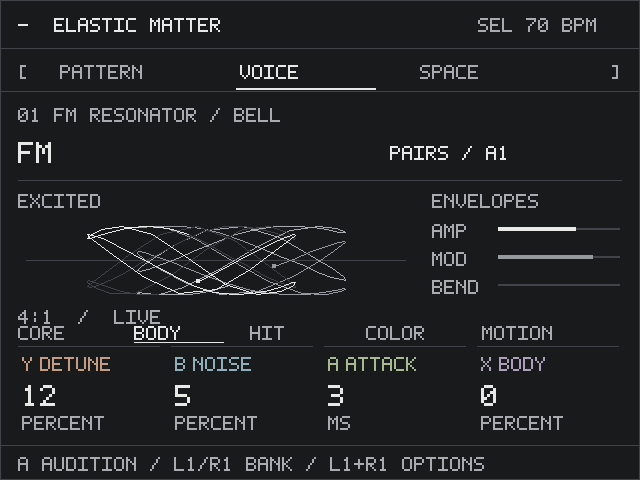 – ELASTIC MATTER SEL 70 BPM
[ PATTERN VOICE SPACE ]
01 FM RESONATOR / BELL
FM PAIRS / A1
EXCITED ENVELOPES
AMP
MOD
BEND
4:1 / LIVE
CORE BODY HIT COLOR MOTION
Y DETUNE B NOISE A ATTACK X BODY
12 5 3 0
PERCENT PERCENT MS PERCENT
A AUDITION / L1/R1 BANK / L1+R1 OPTIONS